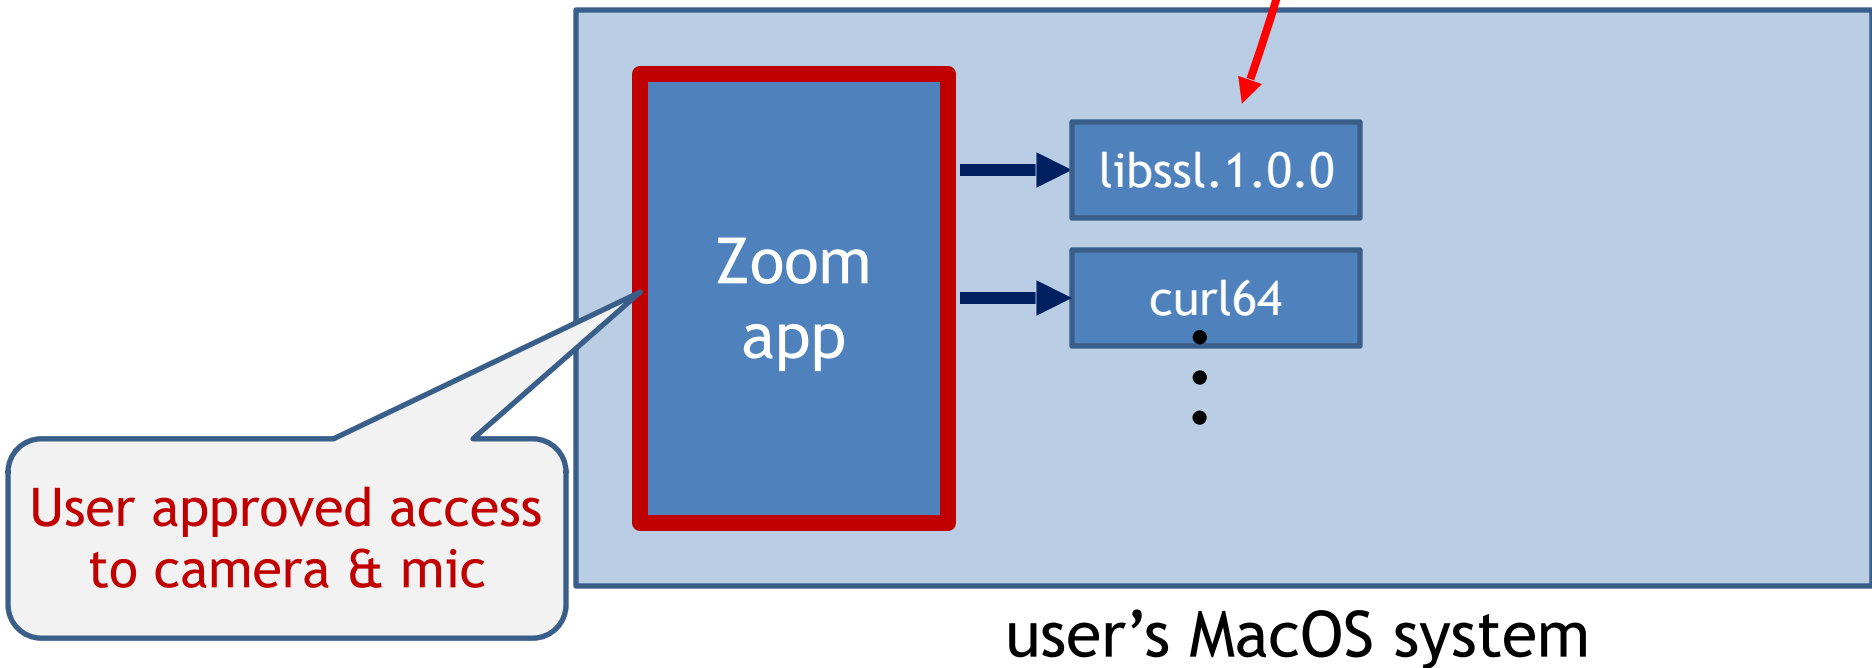 Zoom
app
libssl.1.0.0
curl64
User approved access
to camera & mic
user’s MacOS system